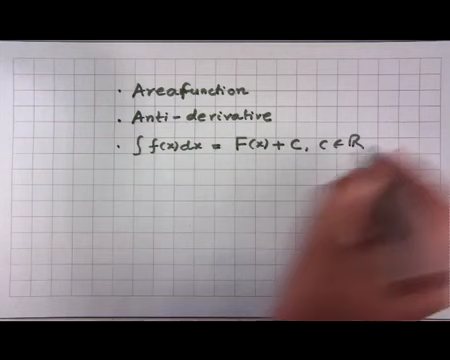 · Areafunction
· Anti-derivative
· ∫ f(x)dx = F(x) + C, C ∈ ℝ